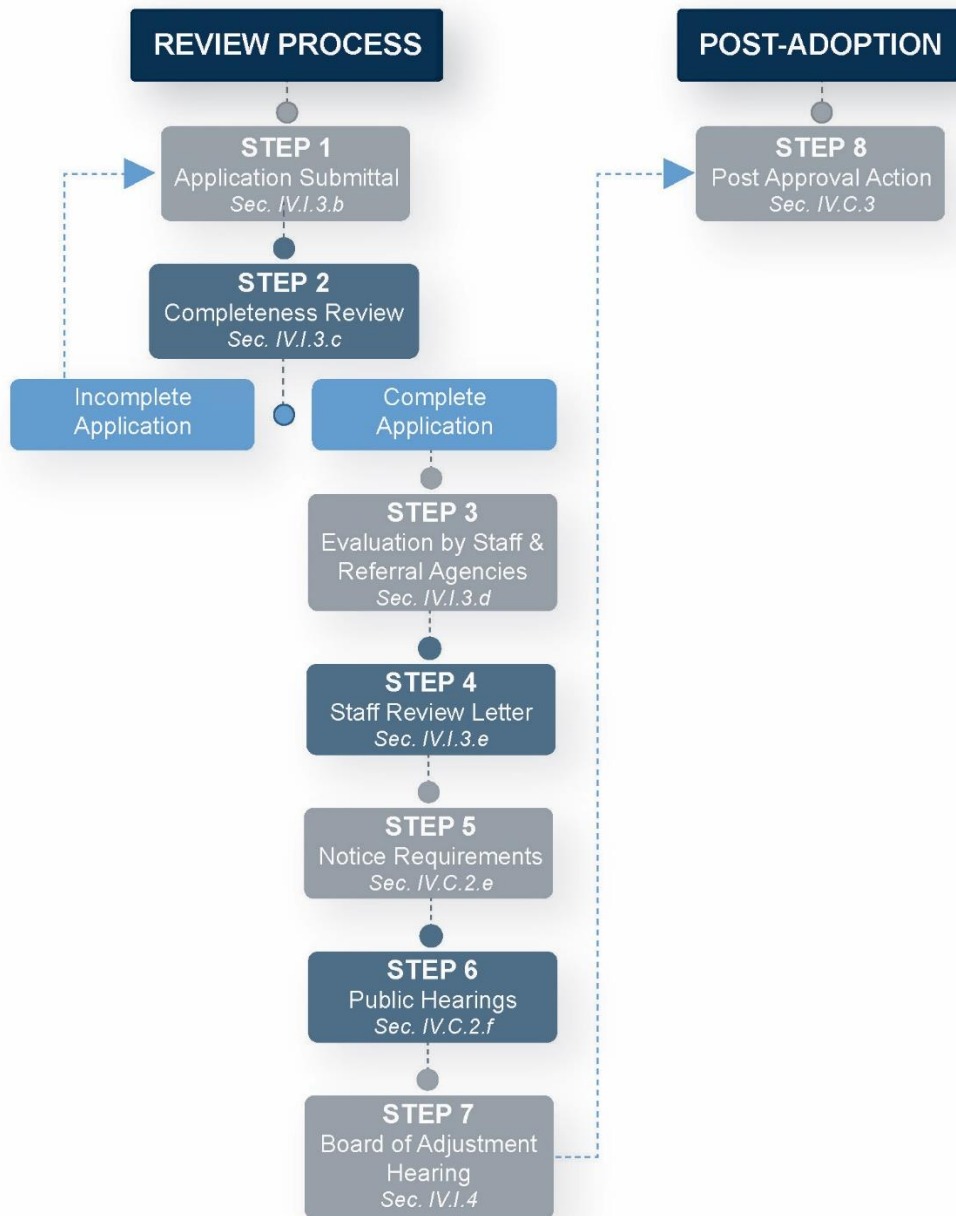 REVIEW PROCESS
STEP 1
Application Submittal
Sec. IV.I.3.b
STEP 2
Completeness Review
Sec. IV.I.3.c
Incomplete
Application
Complete
Application
STEP 3
Evaluation by Staff &
Referral Agencies
Sec. IV.I.3.d
STEP 4
Staff Review Letter
Sec. IV.I.3.e
STEP 5
Notice Requirements
Sec. IV.C.2.e
STEP 6
Public Hearings
Sec. IV.C.2.f
STEP 7
Board of Adjustment
Hearing
Sec. IV.I.4
POST-ADOPTION
STEP 8
Post Approval Action
Sec. IV.C.3